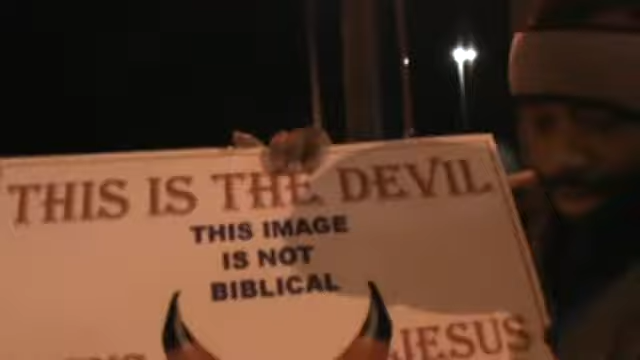 THIS IS THE DEVIL
THIS IMAGE
IS NOT
BIBLICAL
JESUS